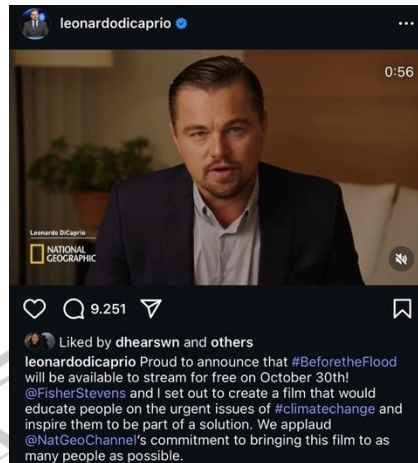 leonardodicaprio
0:56
Leonardo DiCaprio
NATIONAL
GEOGRAPHIC
9.251
Liked by dhearswn and others
leonardodicaprio Proud to announce that #BeforetheFlood
will be available to stream for free on October 30th!
@FisherStevens and I set out to create a film that would
educate people on the urgent issues of #climatechange and
inspire them to be part of a solution. We applaud
@NatGeoChannel's commitment to bringing this film to as
many people as possible.